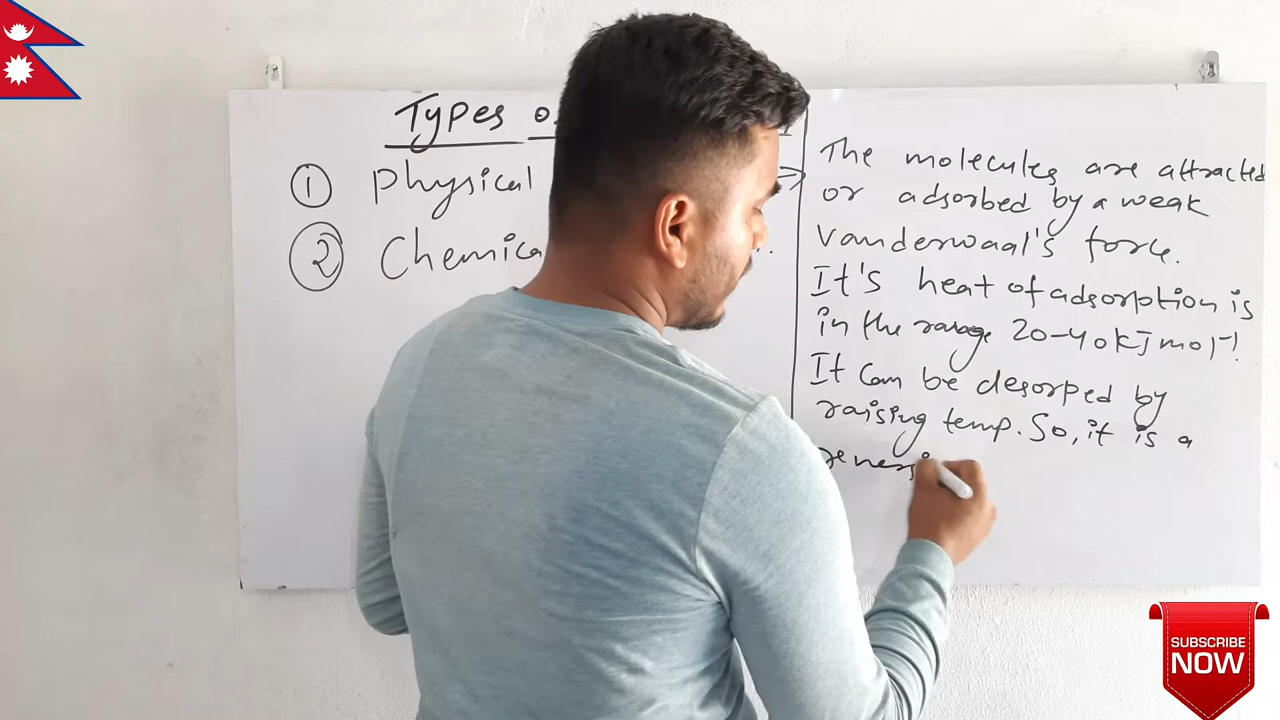 Types o
① Physical
② Chemica
The molecules are attracted
or adsorbed by a weak
Vanderwaal's force.
It's heat of adsorption is
in the range 20-40 kJ mol⁻¹.
It can be desorped by
raising temp. So, it is a
SUBSCRIBE
NOW